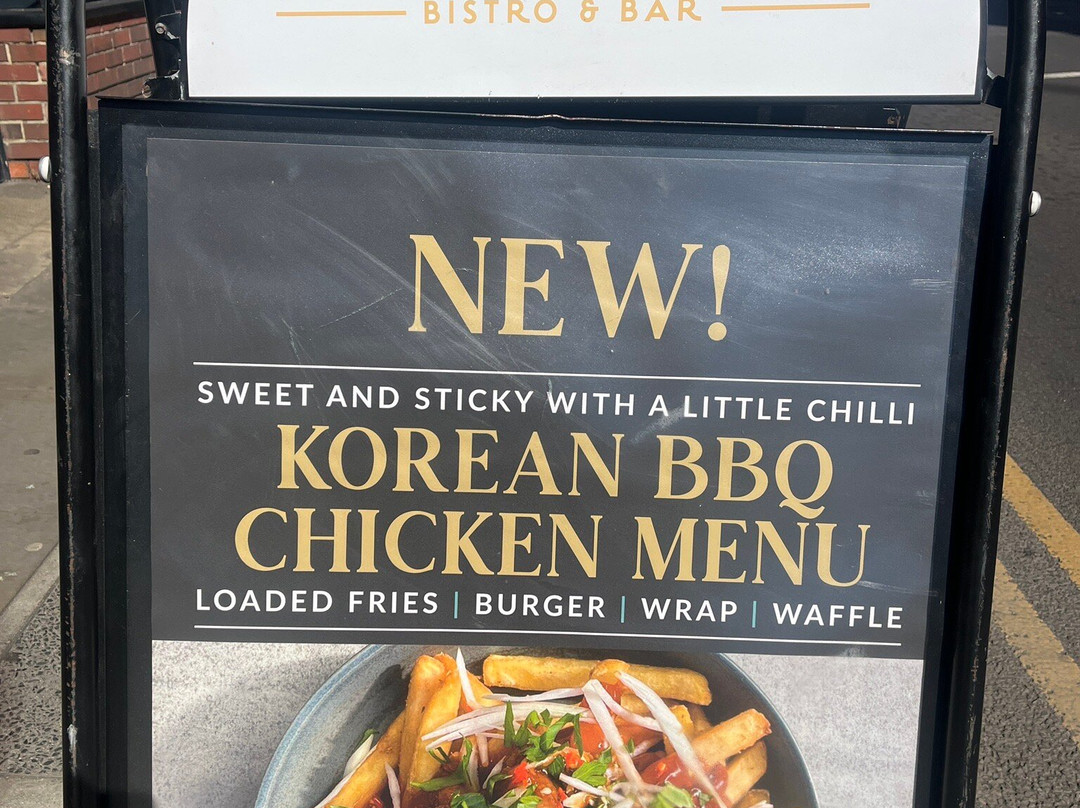 BISTRO & BAR
NEW!
SWEET AND STICKY WITH A LITTLE CHILLI
KOREAN BBQ
CHICKEN MENU
LOADED FRIES | BURGER | WRAP | WAFFLE